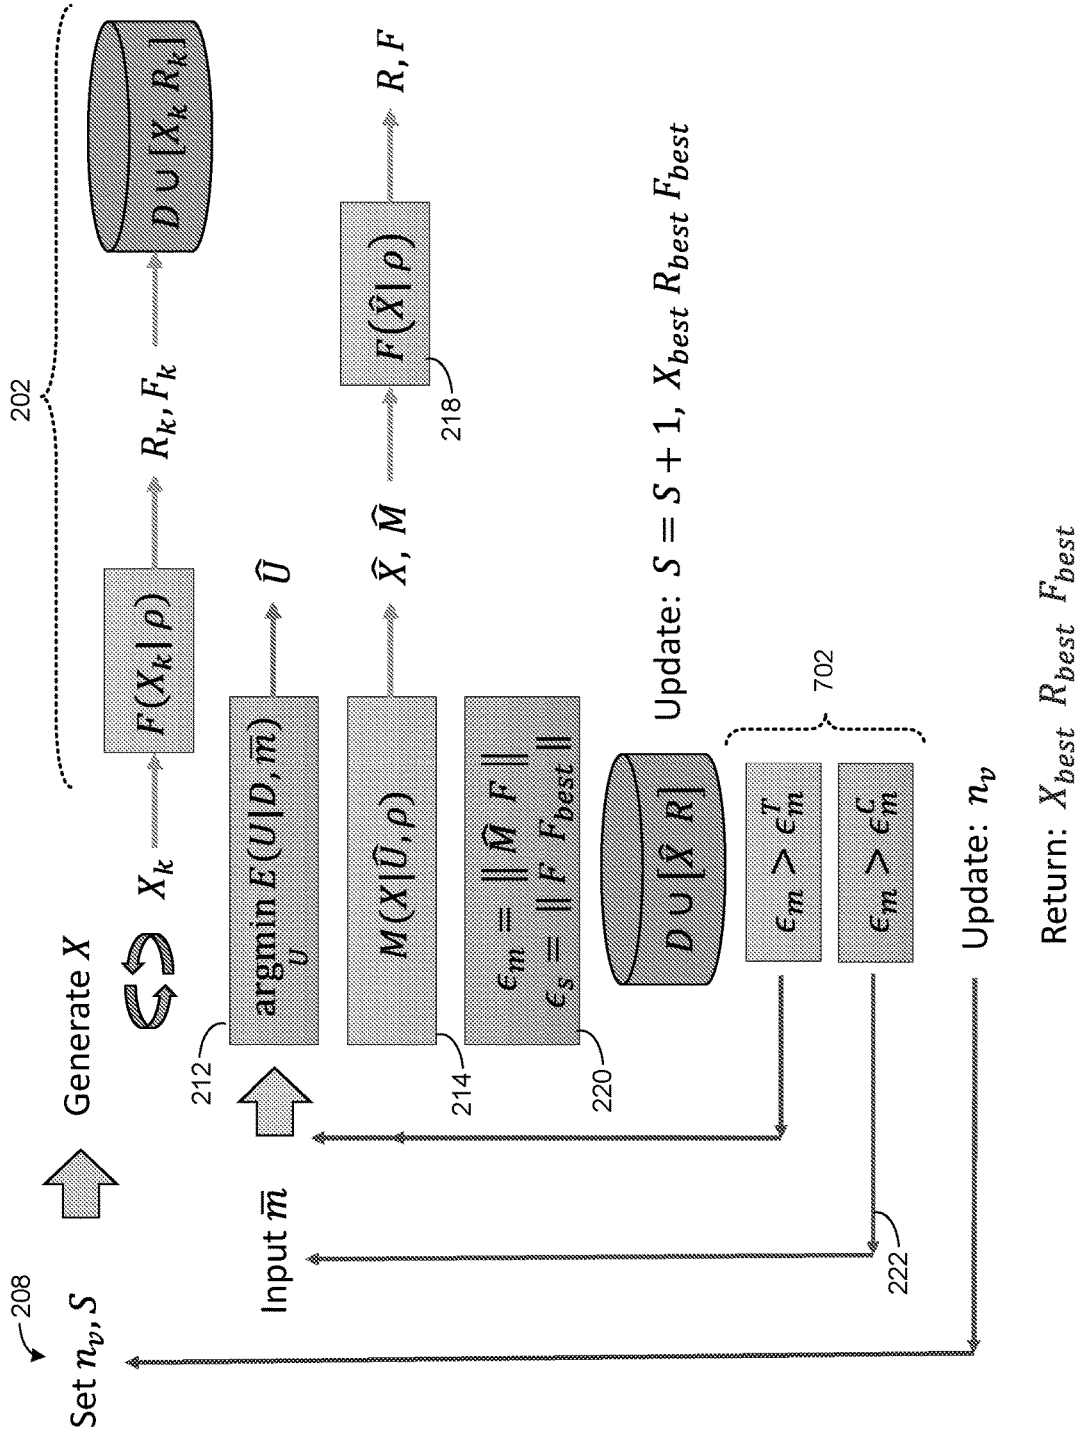 208
Set n_v, S
Generate X
202
X_k
F(X_k | ρ)
R_k, F_k
D ∪ [X_k R_k]
Input m̅
212
argmin E(U|D, m̅)
U
Û
214
M(X|Û, ρ)
X̂, M̂
F(X̂ | ρ)
218
R, F
220
ϵ_m = ‖ M̂ F ‖
ϵ_s = ‖ F F_best ‖
D ∪ [X̂ R]
Update: S = S + 1, X_best R_best F_best
ϵ_m > ϵ_m^T
ϵ_m > ϵ_m^C
702
222
Update: n_v
Return: X_best R_best F_best